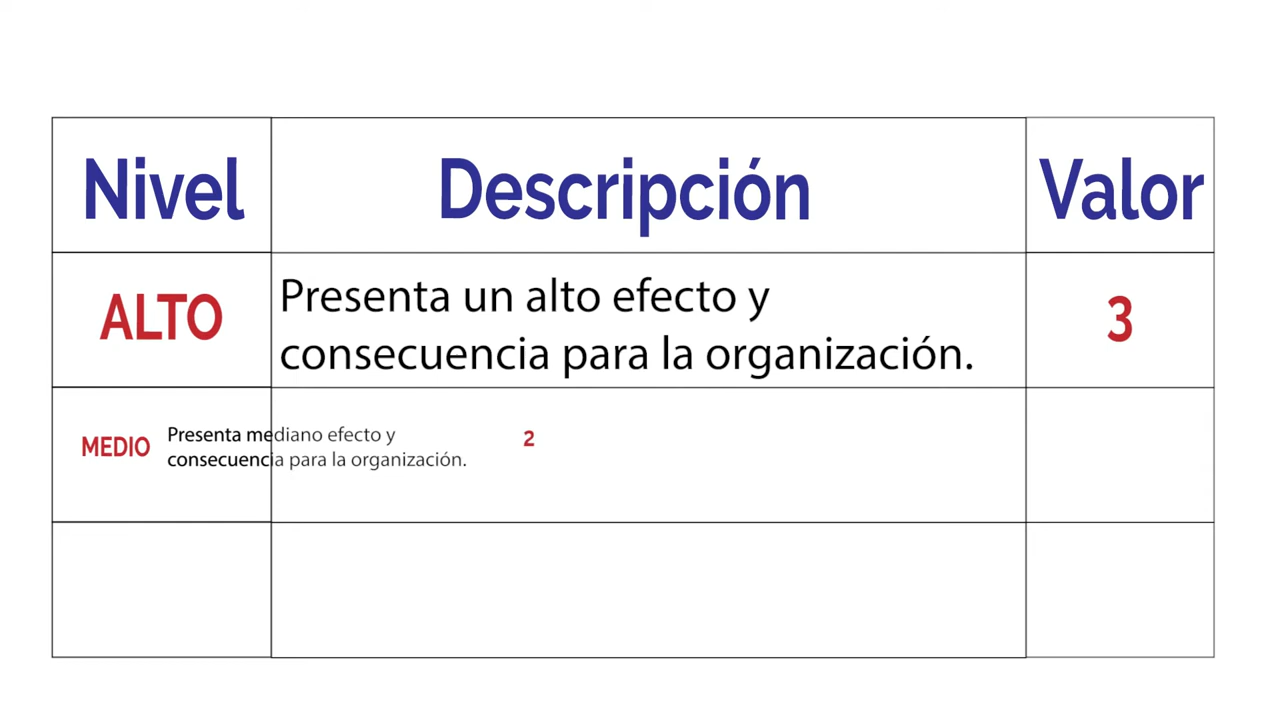 Nivel Descripción Valor
ALTO Presenta un alto efecto y 3
consecuencia para la organización.
MEDIO Presenta mediano efecto y 2
consecuencia para la organización.